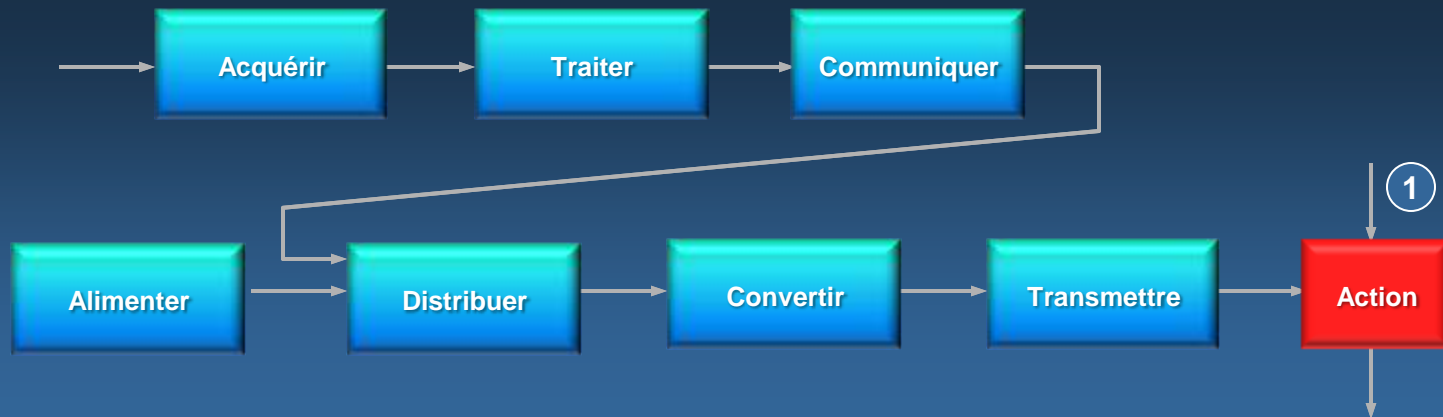 Acquérir
Traiter
Communiquer
1
Alimenter
Distribuer
Convertir
Transmettre
Action